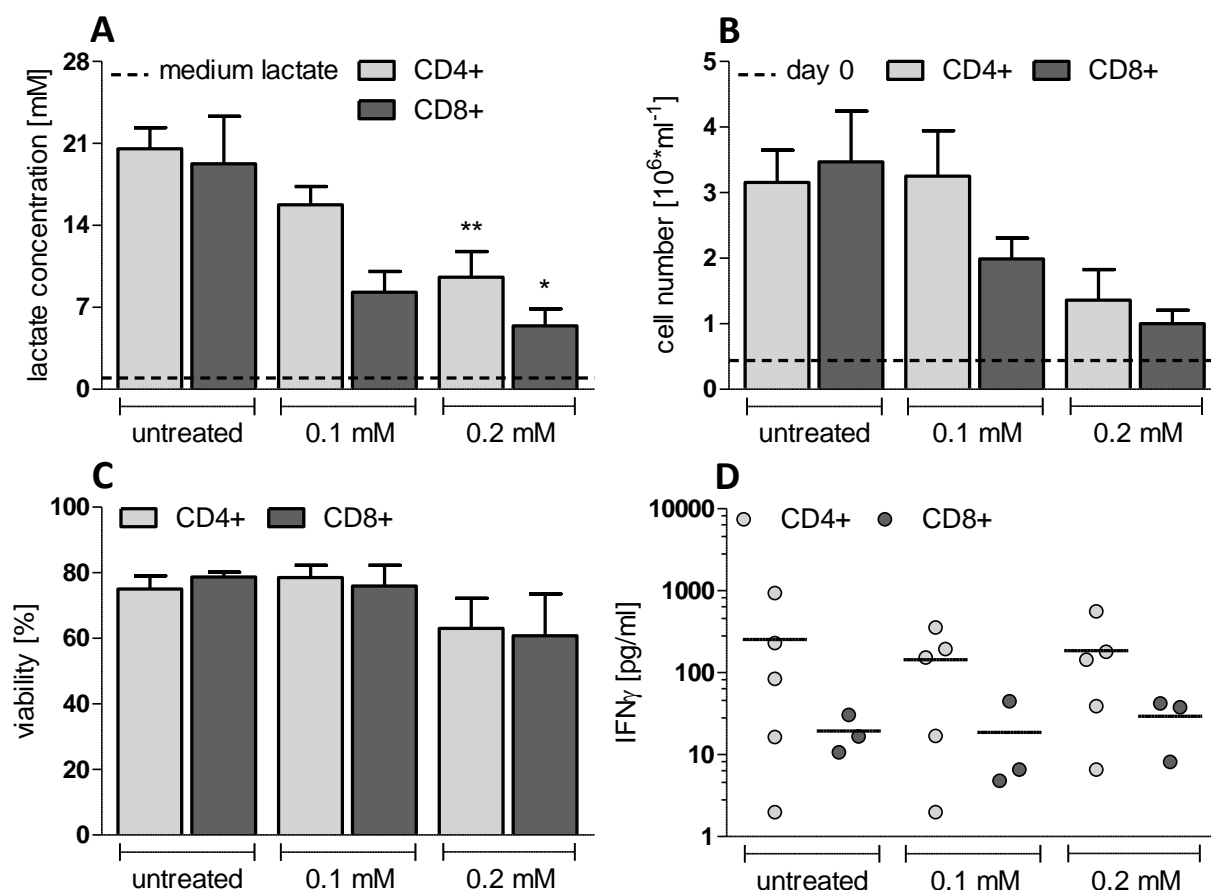 A
medium lactate
CD4+
CD8+
lactate concentration [mM]
28
21
14
7
0
**
*
untreated
0.1 mM
0.2 mM
B
day 0
CD4+
CD8+
cell number [10⁶*ml⁻¹]
5
4
3
2
1
0
untreated
0.1 mM
0.2 mM
C
CD4+
CD8+
viability [%]
100
80
60
40
20
0
untreated
0.1 mM
0.2 mM
D
CD4+
CD8+
IFNγ [pg/ml]
10000
1000
100
10
1
untreated
0.1 mM
0.2 mM